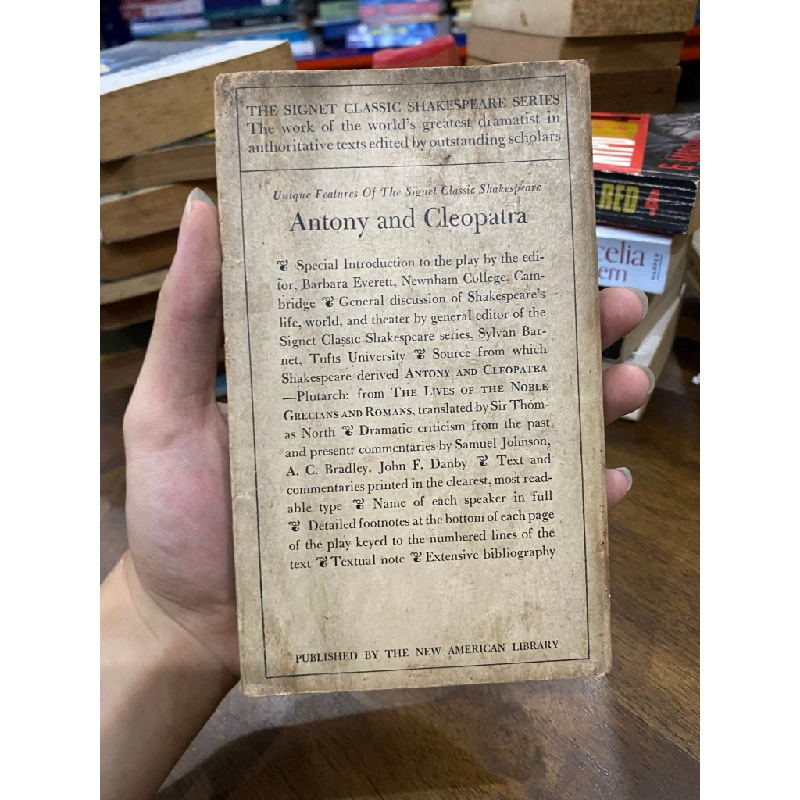 THE SIGNET CLASSIC SHAKESPEARE SERIES
The work of the world's greatest dramatist in
authoritative texts edited by outstanding scholars
Unique Features Of The Signet Classic Shakespeare
Antony and Cleopatra
❦ Special Introduction to the play by the edi-
tor, Barbara Everett, Newnham College, Cam-
bridge ❦ General discussion of Shakespeare's
life, world, and theater by general editor of the
Signet Classic Shakespeare series, Sylvan Bar-
net, Tufts University ❦ Source from which
Shakespeare derived ANTONY AND CLEOPATRA
—Plutarch: from THE LIVES OF THE NOBLE
GRECIANS AND ROMANS, translated by Sir Thom-
as North ❦ Dramatic criticism from the past
and present: commentaries by Samuel Johnson,
A. C. Bradley, John F. Danby ❦ Text and
commentaries printed in the clearest, most read-
able type ❦ Name of each speaker in full
❦ Detailed footnotes at the bottom of each page
of the play keyed to the numbered lines of the
text ❦ Textual note ❦ Extensive bibliography
PUBLISHED BY THE NEW AMERICAN LIBRARY
RED 4
celia
em
HARPER